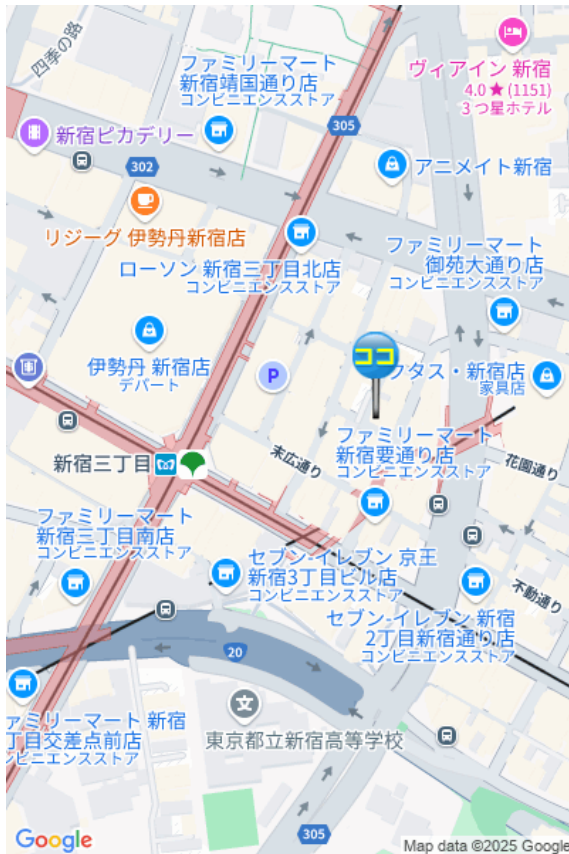 四季の路
ヴィアイン 新宿
4.0★(1151)
3 つ星ホテル
ファミリーマート
新宿靖国通り店
コンビニエンスストア
305
新宿ピカデリー
302
アニメイト新宿
リジーグ 伊勢丹新宿店
ローソン 新宿三丁目北店
コンビニエンスストア
ファミリーマート
御苑大通り店
コンビニエンスストア
伊勢丹 新宿店
デパート
P
ココ
クタス・新宿店
家具店
末広通り
ファミリーマート
新宿要通り店
コンビニエンスストア
花園通り
新宿三丁目
ファミリーマート
新宿三丁目南店
コンビニエンスストア
セブン-イレブン 京王
新宿3丁目ビル店
コンビニエンスストア
不動通り
セブン-イレブン 新宿
2丁目新宿通り店
コンビニエンスストア
20
文
ァミリーマート 新宿
丁目交差点前店
ンビニエンスストア
東京都立新宿高等学校
305
Google
Map data ©2025 Google